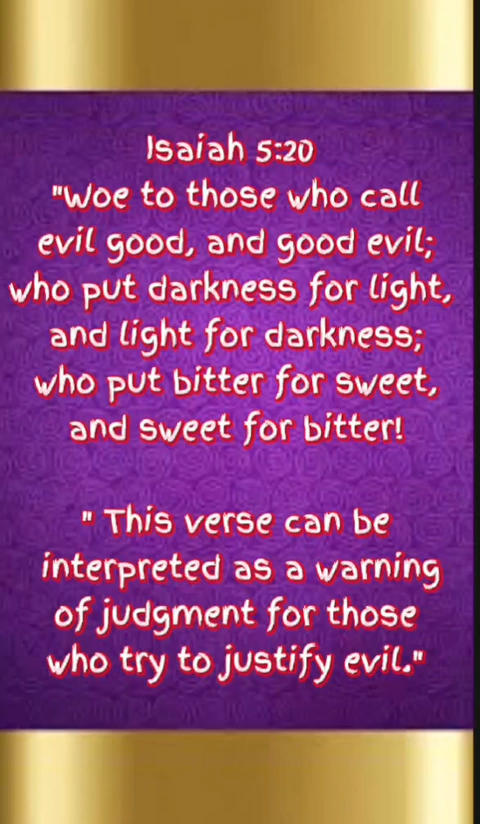 Isaiah 5:20
"Woe to those who call
evil good, and good evil;
who put darkness for light,
and light for darkness;
who put bitter for sweet,
and sweet for bitter!
" This verse can be
interpreted as a warning
of judgment for those
who try to justify evil."